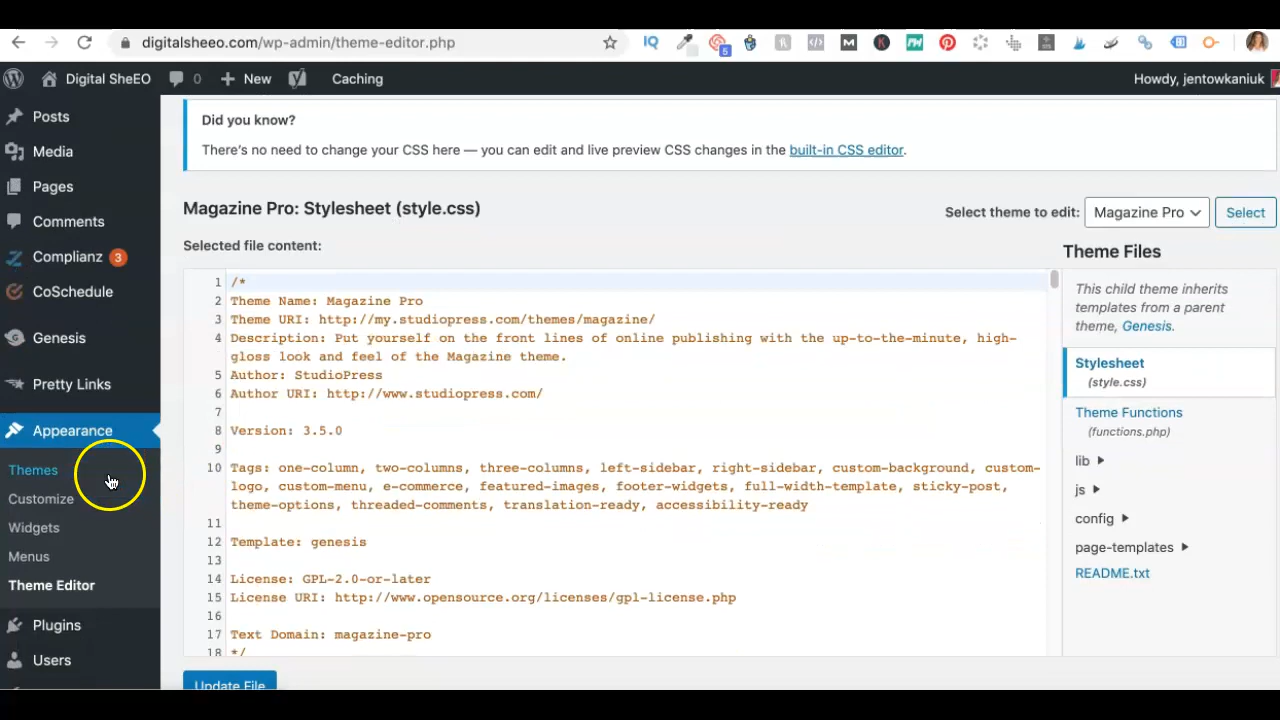 digitalsheeo.com/wp-admin/theme-editor.php
IQ
5
Digital SheEO 0 New Caching Howdy, jentowkaniuk
Posts
Media
Pages
Comments
Complianz 3
CoSchedule
Genesis
Pretty Links
Appearance
Themes
Customize
Widgets
Menus
Theme Editor
Plugins
Users
Did you know?
There's no need to change your CSS here — you can edit and live preview CSS changes in the built-in CSS editor.
Magazine Pro: Stylesheet (style.css)
Select theme to edit: Magazine Pro Select
Selected file content:
1 /*
2 Theme Name: Magazine Pro
3 Theme URI: http://my.studiopress.com/themes/magazine/
4 Description: Put yourself on the front lines of online publishing with the up-to-the-minute, high-
gloss look and feel of the Magazine theme.
5 Author: StudioPress
6 Author URI: http://www.studiopress.com/
7
8 Version: 3.5.0
9
10 Tags: one-column, two-columns, three-columns, left-sidebar, right-sidebar, custom-background, custom-
logo, custom-menu, e-commerce, featured-images, footer-widgets, full-width-template, sticky-post,
theme-options, threaded-comments, translation-ready, accessibility-ready
11
12 Template: genesis
13
14 License: GPL-2.0-or-later
15 License URI: http://www.opensource.org/licenses/gpl-license.php
16
17 Text Domain: magazine-pro
18 */
Update File
Theme Files
This child theme inherits
templates from a parent
theme, Genesis.
Stylesheet
(style.css)
Theme Functions
(functions.php)
lib
js
config
page-templates
README.txt